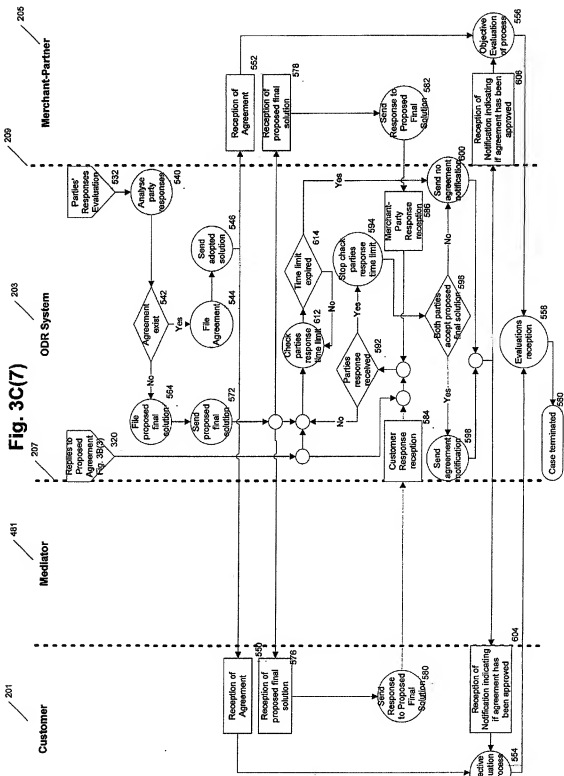 Fig. 3C(7)
201
Customer
481
Mediator
207
203
ODR System
209
205
Merchant-Partner
Replies to
Proposed
Agreement
Fig. 3B(3)
320
Parties'
Responses
Evaluation
532
Analyse
party
responses
540
Agreement
exist
542
No
Yes
File
Agreement
544
Send
adopted
solution
546
File
proposed
final
solution
564
Send
proposed
final
solution
572
Reception of
Agreement
550
Reception of
Agreement
552
Reception of
proposed final
solution
576
Reception of
proposed final
solution
578
Check
parties
response
time limit
612
Time limit
expired
614
Yes
No
Parties
response
received
592
No
Yes
Stop chack
parties
response
time limit
594
Send
Response
to Proposed
Final
Solution
580
Send
Response to
Proposed
Final
Solution
582
Customer
Response
reception
584
Merchant-
Party
Response
reception
586
Both parties
accept proposed
final solution
596
Yes
No
Send
agreement
notification
598
Send no
agreement
notification
600
Reception of
Notification indicating
if agreement has
been approved
604
Reception of
Notification indicating
if agreement has been
approved
606
ective
uation
process
554
Objective
Evaluation
of process
556
Evaluations
reception
558
Case terminated